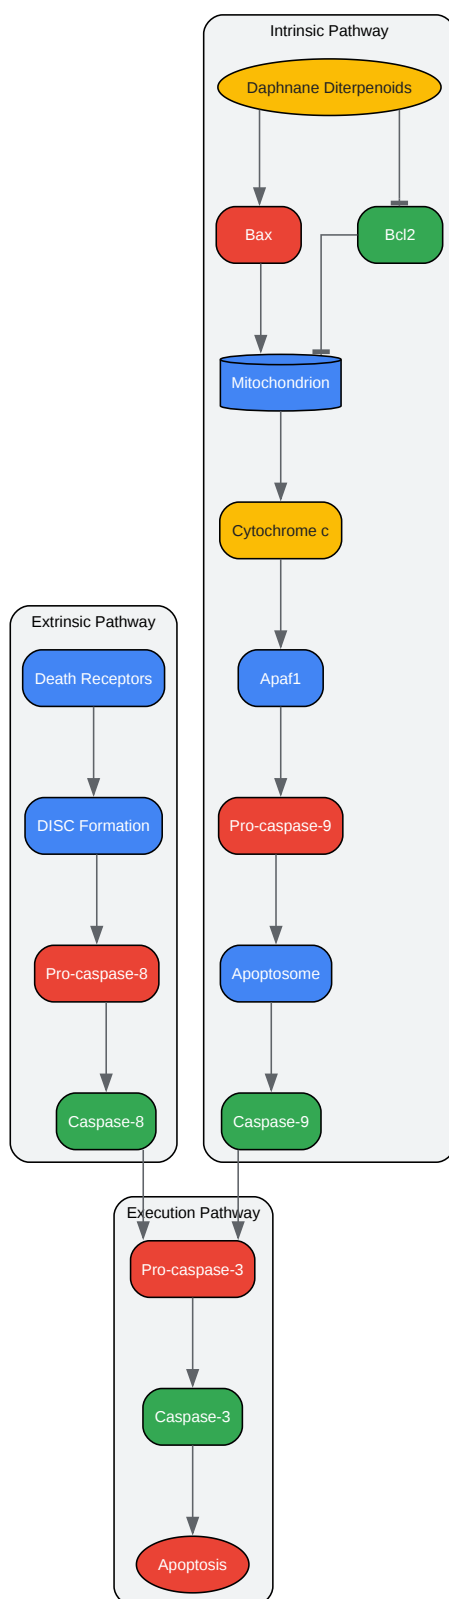 Intrinsic Pathway
Daphnane Diterpenoids
Bax
Bcl2
Mitochondrion
Cytochrome c
Extrinsic Pathway
Death Receptors
Apaf1
DISC Formation
Pro-caspase-9
Pro-caspase-8
Apoptosome
Caspase-8
Caspase-9
Execution Pathway
Pro-caspase-3
Caspase-3
Apoptosis